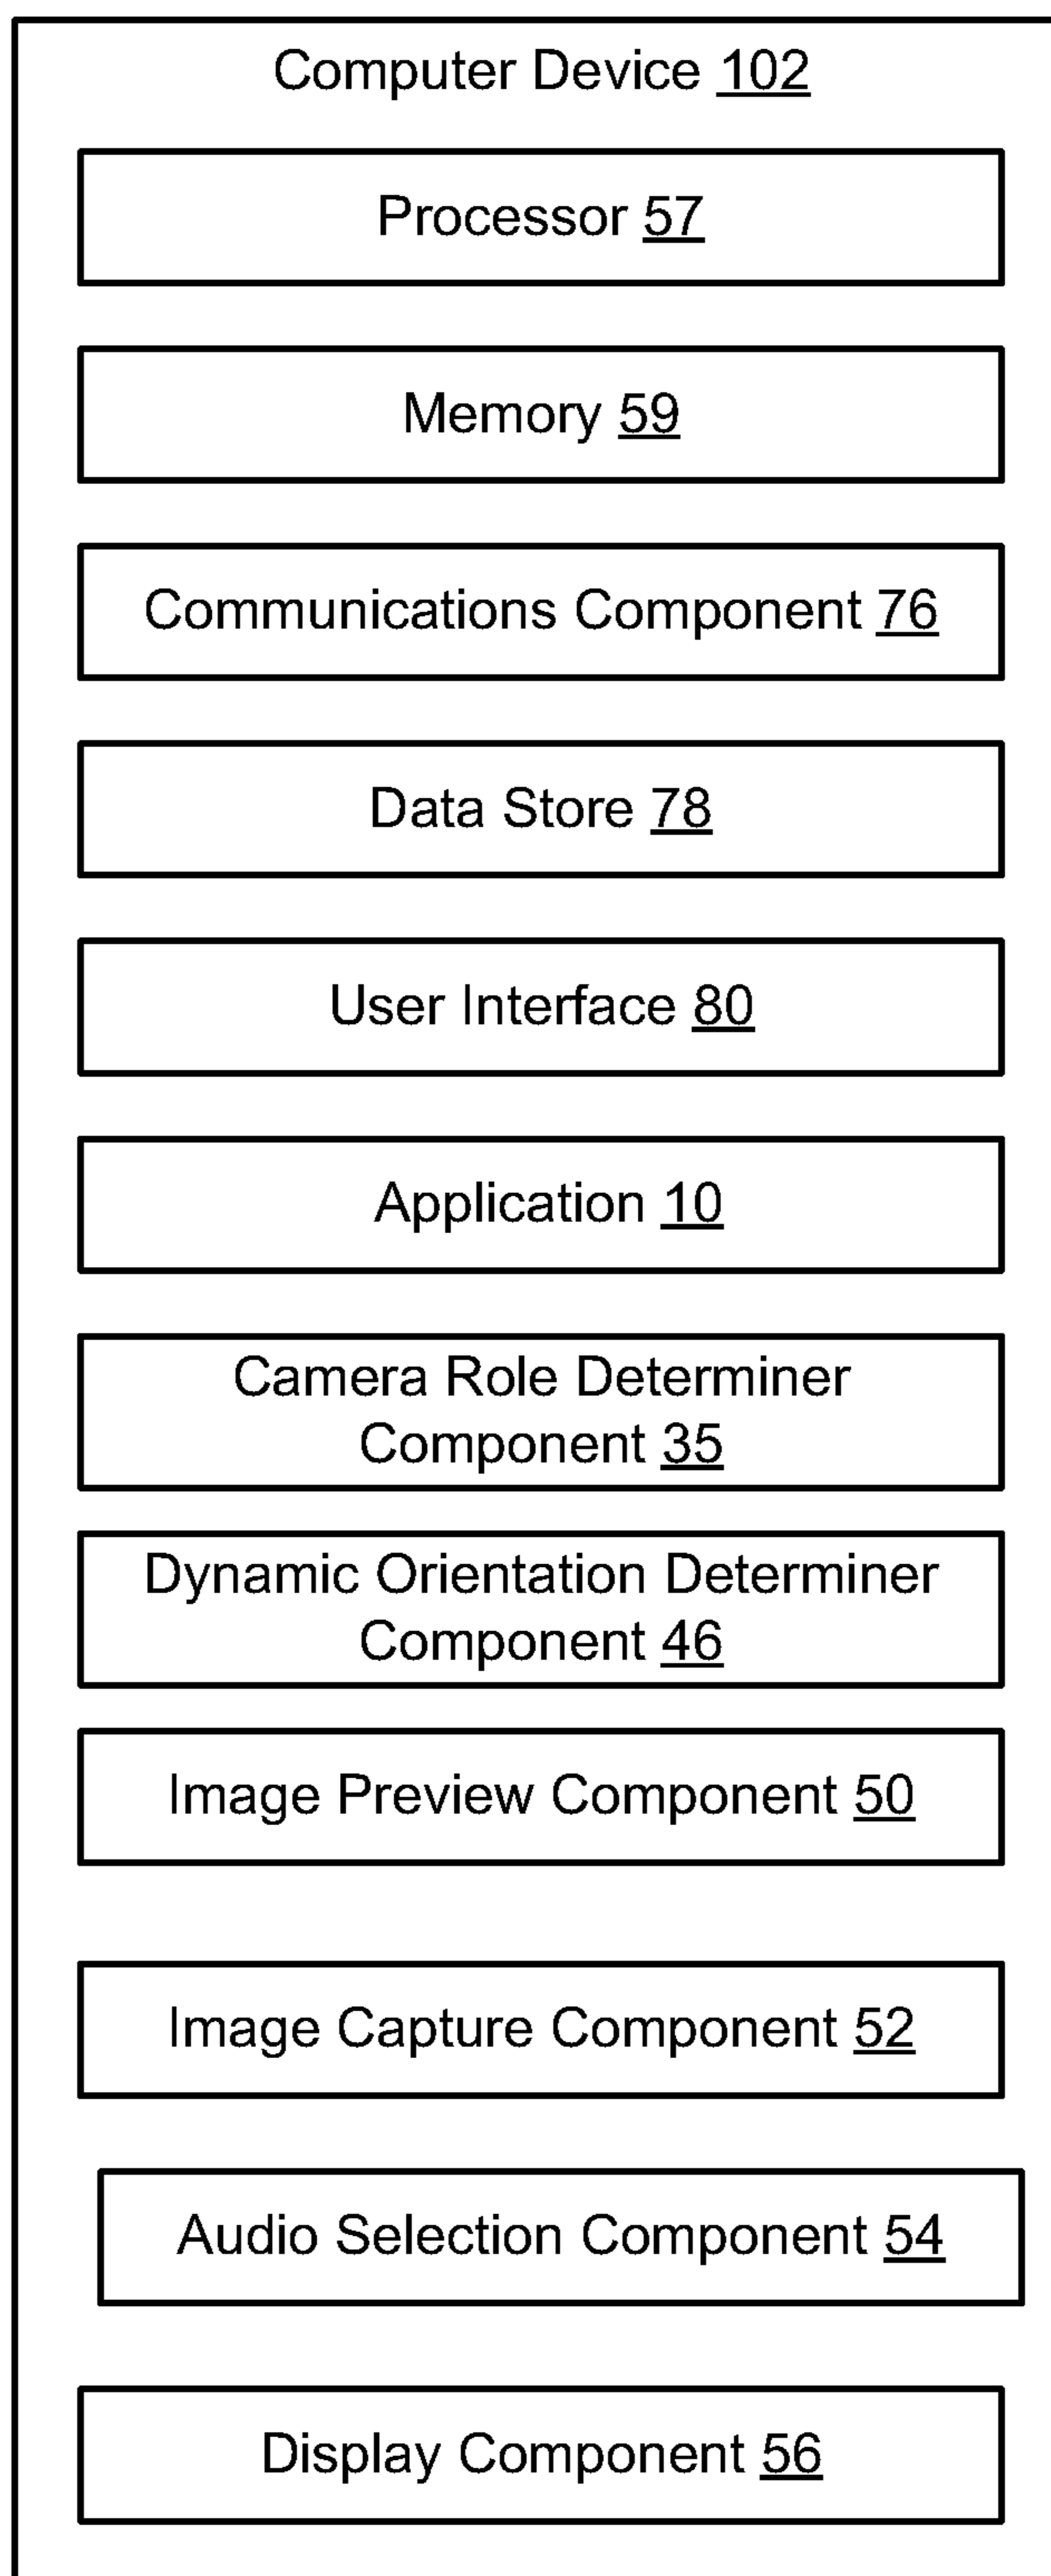 Computer Device 102
Processor 57
Memory 59
Communications Component 76
Data Store 78
User Interface 80
Application 10
Camera Role Determiner
Component 35
Dynamic Orientation Determiner
Component 46
Image Preview Component 50
Image Capture Component 52
Audio Selection Component 54
Display Component 56